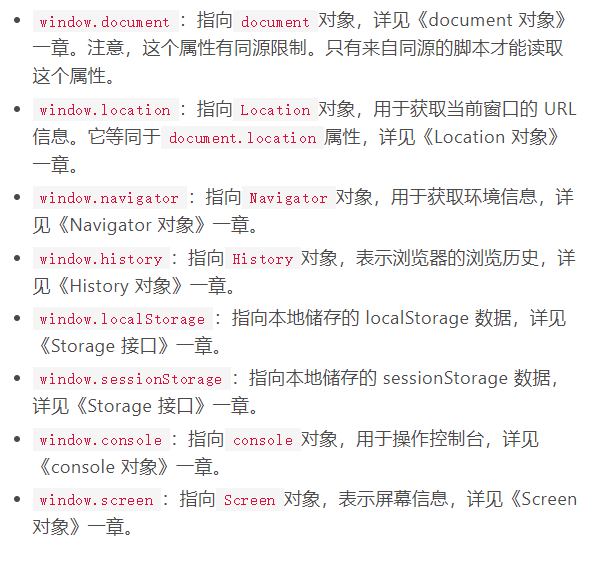 window.document：指向 document 对象，详见《document 对象》
一章。注意，这个属性有同源限制。只有来自同源的脚本才能读取
这个属性。
window.location：指向 Location 对象，用于获取当前窗口的 URL
信息。它等同于 document.location 属性，详见《Location 对象》
一章。
window.navigator：指向 Navigator 对象，用于获取环境信息，详
见《Navigator 对象》一章。
window.history：指向 History 对象，表示浏览器的浏览历史，详
见《History 对象》一章。
window.localStorage：指向本地储存的 localStorage 数据，详见
《Storage 接口》一章。
window.sessionStorage：指向本地储存的 sessionStorage 数据，
详见《Storage 接口》一章。
window.console：指向 console 对象，用于操作控制台，详见
《console 对象》一章。
window.screen：指向 Screen 对象，表示屏幕信息，详见《Screen
对象》一章。